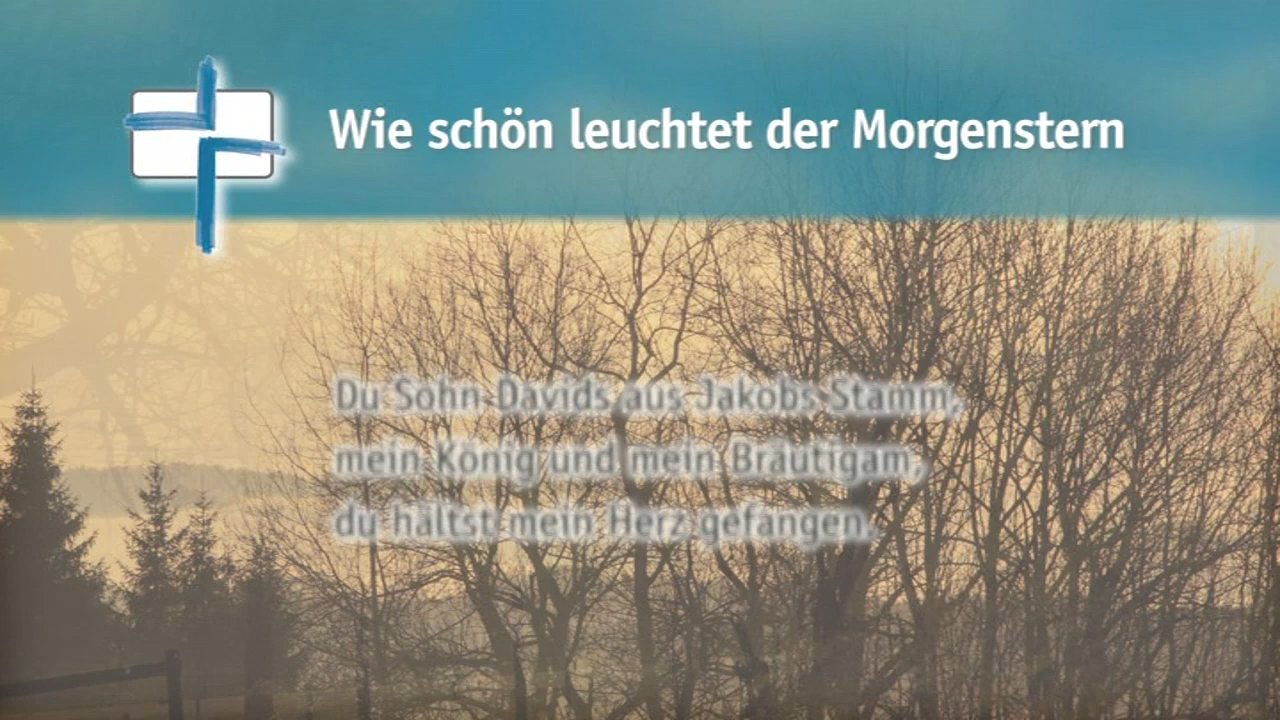 Wie schön leuchtet der Morgenstern
Du Sohn Davids aus Jakobs Stamm,
mein König und mein Bräutigam,
du hältst mein Herz gefangen.